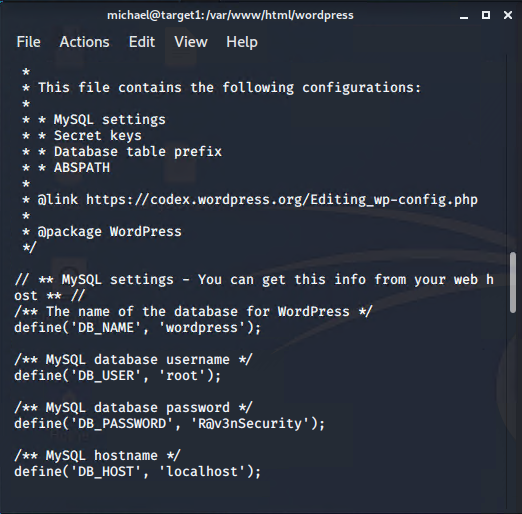 michael@target1:/var/www/html/wordpress
File Actions Edit View Help
*
* This file contains the following configurations:
*
* * MySQL settings
* * Secret keys
* * Database table prefix
* * ABSPATH
*
* @link https://codex.wordpress.org/Editing_wp-config.php
*
* @package WordPress
*/
// ** MySQL settings - You can get this info from your web h
ost ** //
/** The name of the database for WordPress */
define('DB_NAME', 'wordpress');
/** MySQL database username */
define('DB_USER', 'root');
/** MySQL database password */
define('DB_PASSWORD', 'R@v3nSecurity');
/** MySQL hostname */
define('DB_HOST', 'localhost');